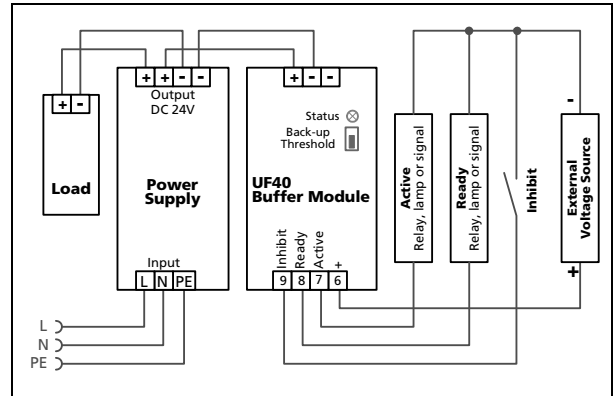 + -
Load
+ + - -
Output
DC 24V
Power
Supply
Input
L N PE
L
N
PE
+ - -
Status
Back-up
Threshold
UF40
Buffer Module
Inhibit
Ready
Active
+
9 8 7 6
Active
Relay, lamp or signal
Ready
Relay, lamp or signal
Inhibit
-
External
Voltage Source
+